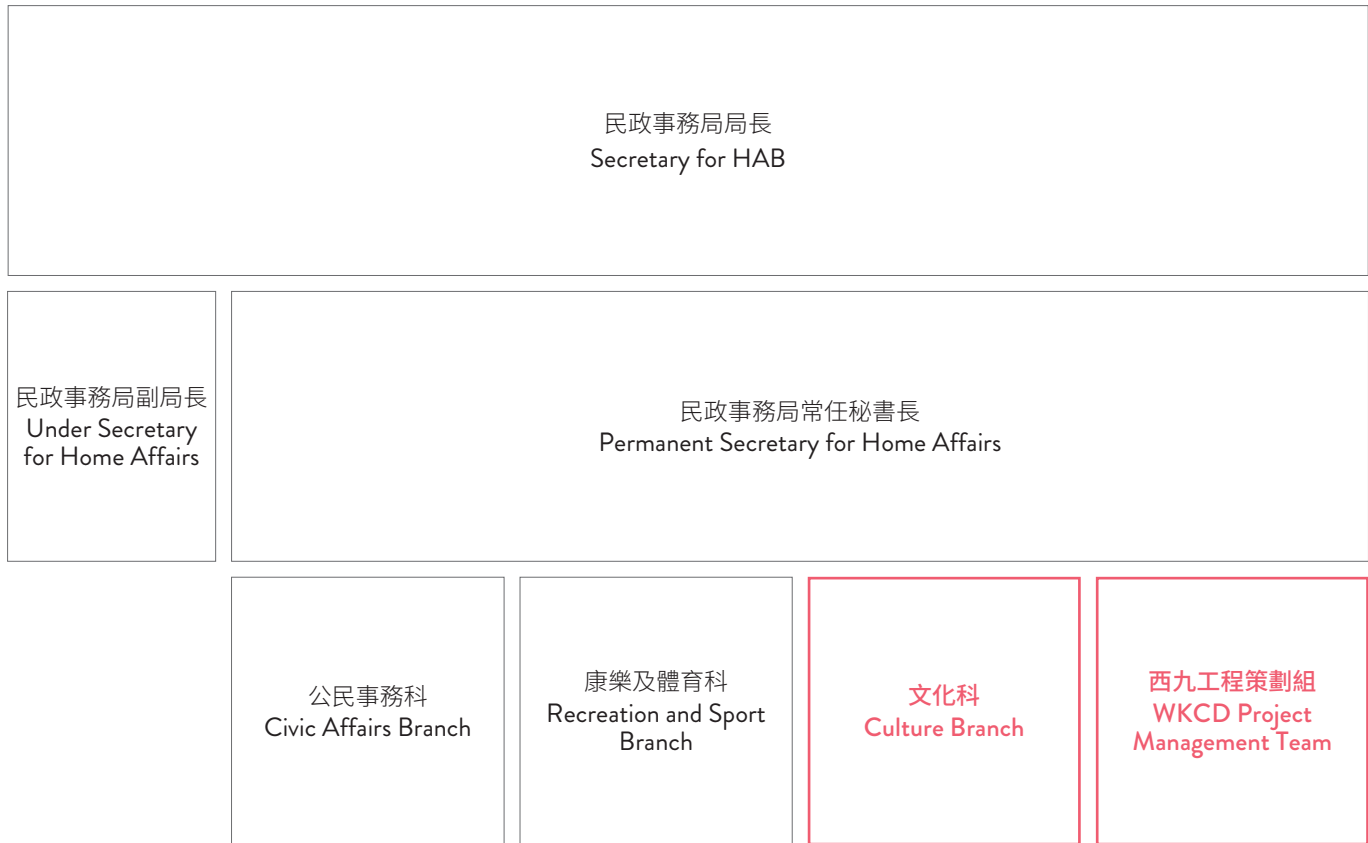 民政事務局局長
Secretary for HAB
民政事務局副局長
Under Secretary
for Home Affairs
民政事務局常任秘書長
Permanent Secretary for Home Affairs
公民事務科
Civic Affairs Branch
康樂及體育科
Recreation and Sport
Branch
文化科
Culture Branch
西九工程策劃組
WKCD Project
Management Team